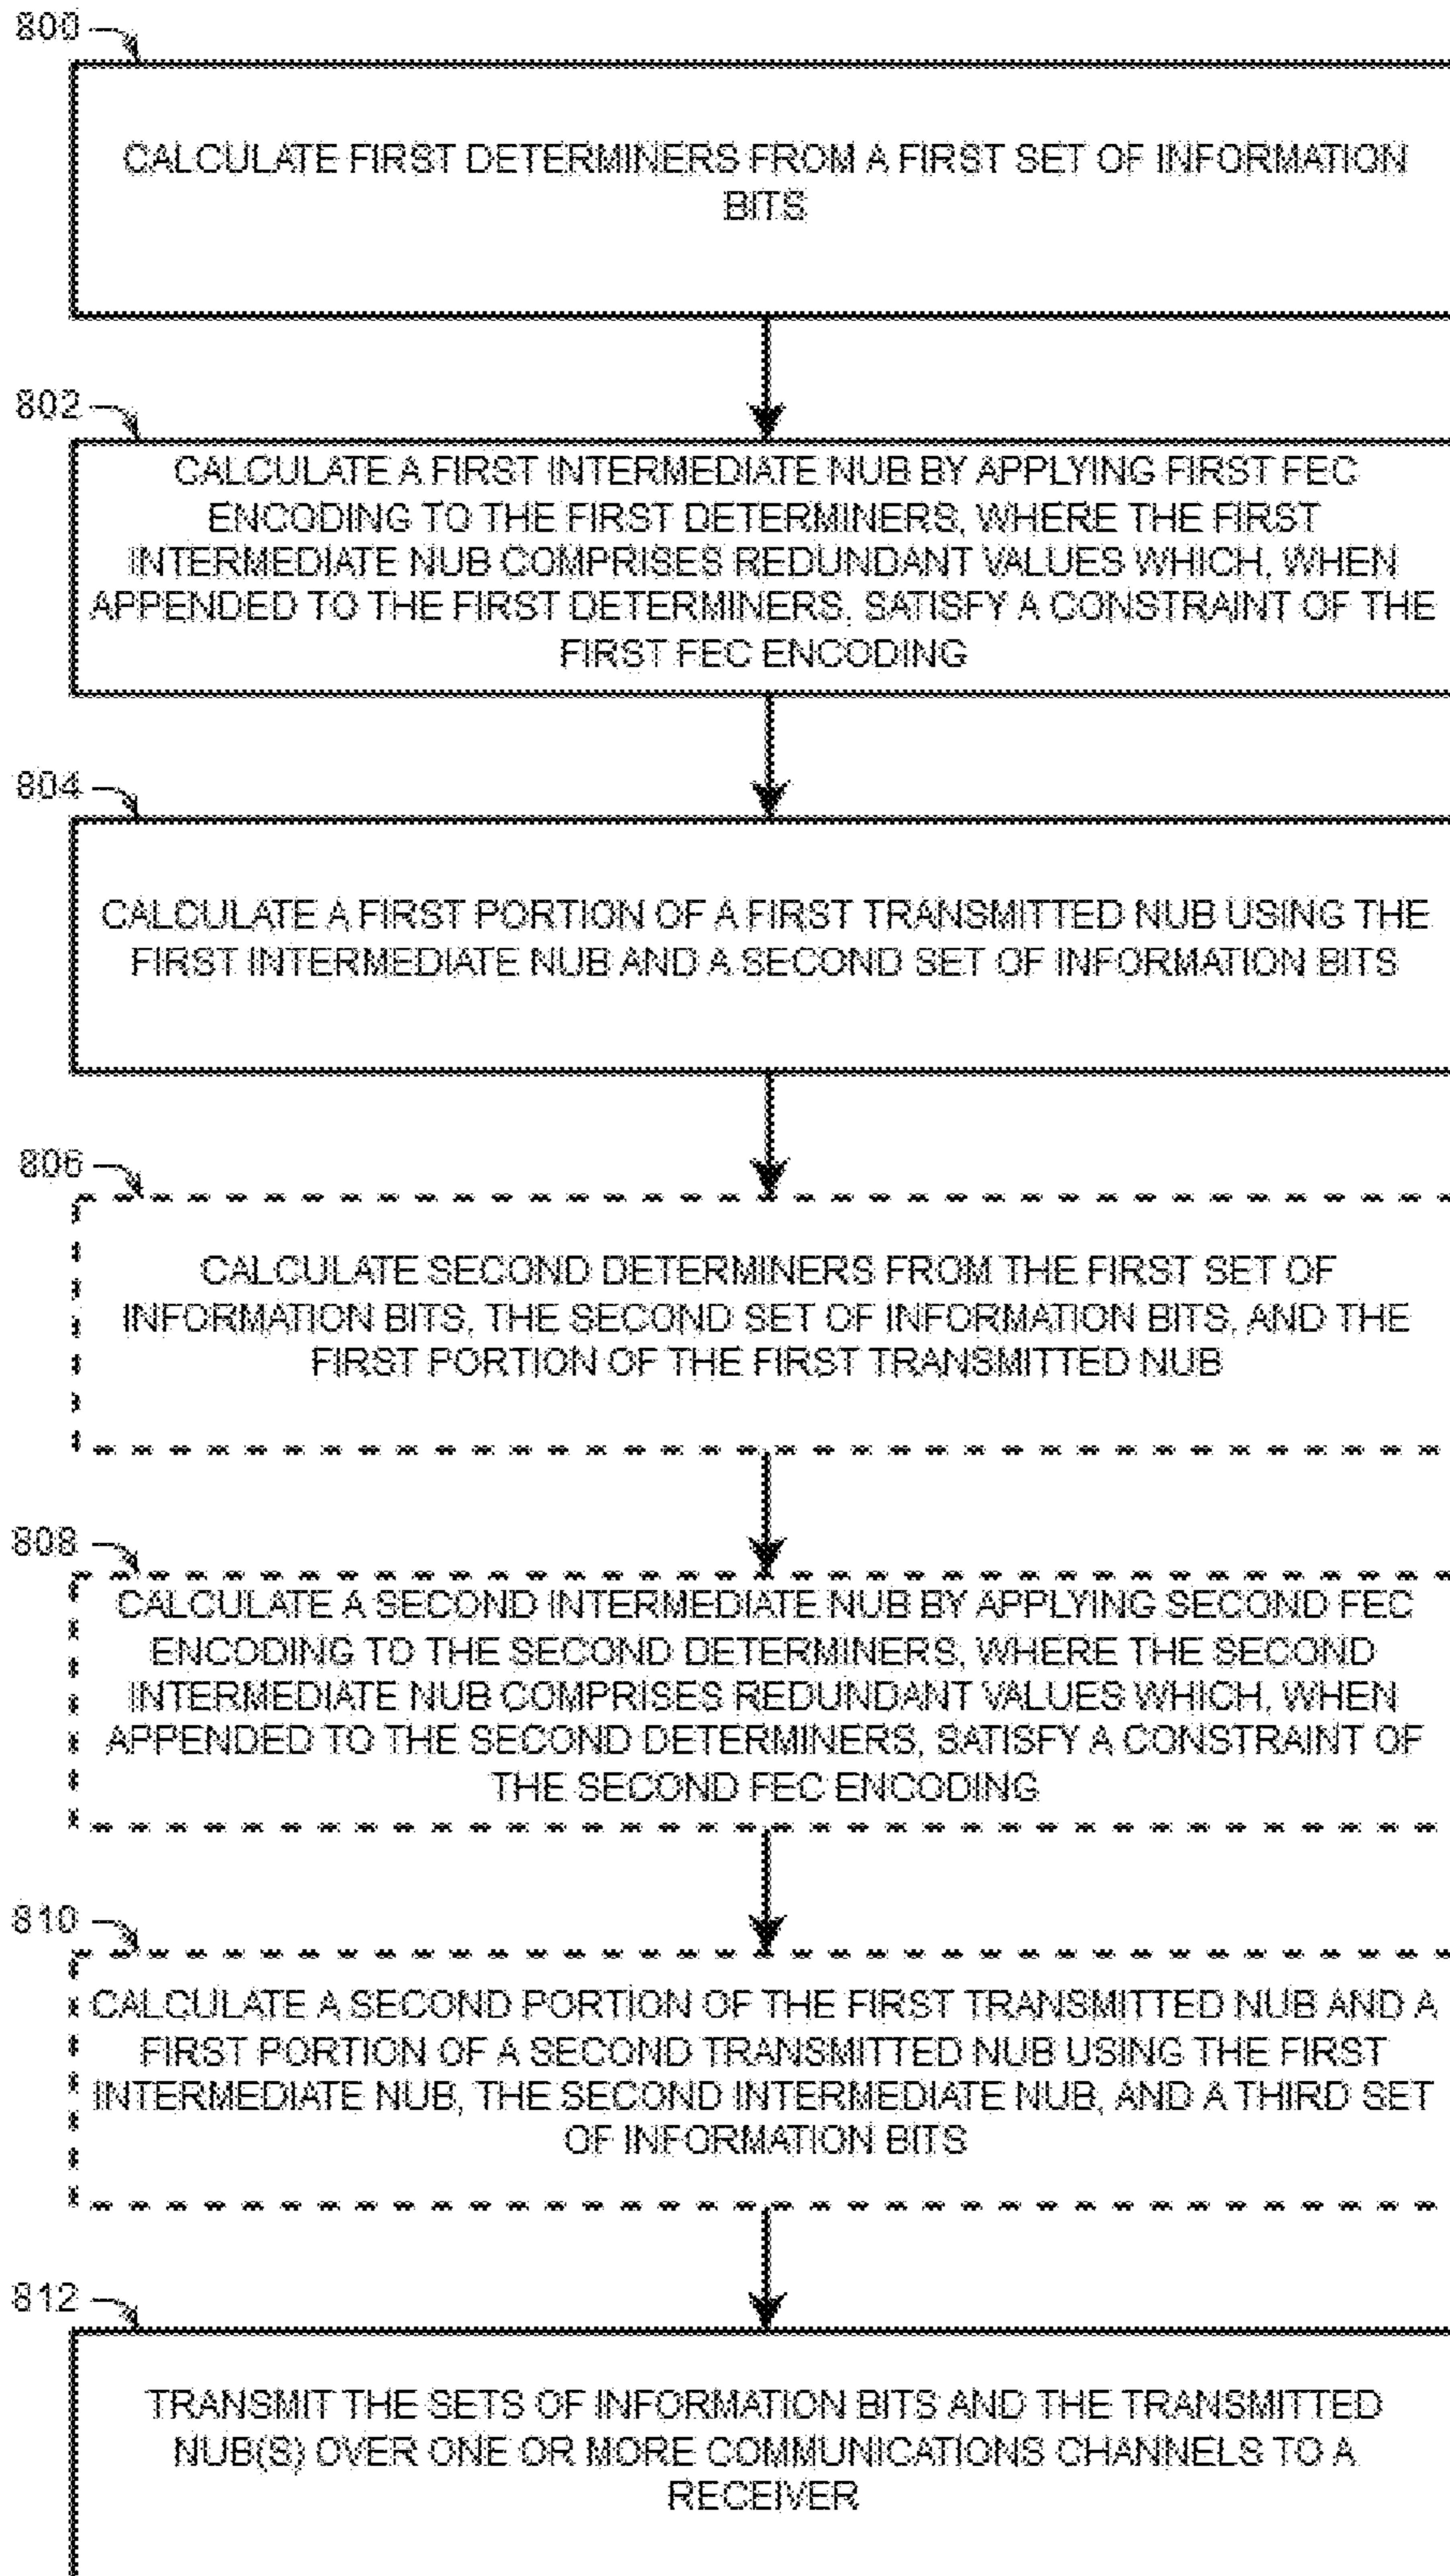 800
CALCULATE FIRST DETERMINERS FROM A FIRST SET OF INFORMATION
BITS
802
CALCULATE A FIRST INTERMEDIATE NUB BY APPLYING FIRST FEC
ENCODING TO THE FIRST DETERMINERS, WHERE THE FIRST
INTERMEDIATE NUB COMPRISES REDUNDANT VALUES WHICH, WHEN
APPENDED TO THE FIRST DETERMINERS, SATISFY A CONSTRAINT OF THE
FIRST FEC ENCODING
804
CALCULATE A FIRST PORTION OF A FIRST TRANSMITTED NUB USING THE
FIRST INTERMEDIATE NUB AND A SECOND SET OF INFORMATION BITS
806
CALCULATE SECOND DETERMINERS FROM THE FIRST SET OF
INFORMATION BITS, THE SECOND SET OF INFORMATION BITS, AND THE
FIRST PORTION OF THE FIRST TRANSMITTED NUB
808
CALCULATE A SECOND INTERMEDIATE NUB BY APPLYING SECOND FEC
ENCODING TO THE SECOND DETERMINERS, WHERE THE SECOND
INTERMEDIATE NUB COMPRISES REDUNDANT VALUES WHICH, WHEN
APPENDED TO THE SECOND DETERMINERS, SATISFY A CONSTRAINT OF
THE SECOND FEC ENCODING
810
CALCULATE A SECOND PORTION OF THE FIRST TRANSMITTED NUB AND A
FIRST PORTION OF A SECOND TRANSMITTED NUB USING THE FIRST
INTERMEDIATE NUB, THE SECOND INTERMEDIATE NUB, AND A THIRD SET
OF INFORMATION BITS
812
TRANSMIT THE SETS OF INFORMATION BITS AND THE TRANSMITTED
NUB(S) OVER ONE OR MORE COMMUNICATIONS CHANNELS TO A
RECEIVER